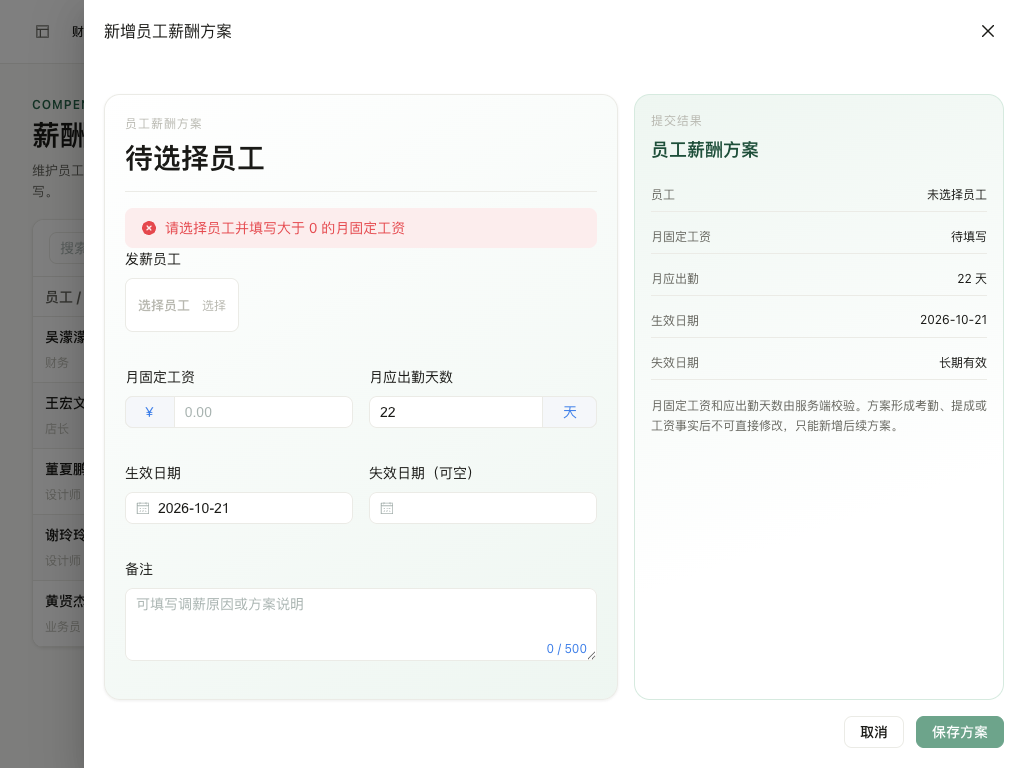 财
新增员工薪酬方案
COMPEN
薪酬
维护员工
写。
搜索
员工 /
吴濛濛
财务
王宏文
店长
董夏鹏
设计师
谢玲玲
设计师
黄贤杰
业务员
员工薪酬方案
待选择员工
请选择员工并填写大于 0 的月固定工资
发薪员工
选择员工 选择
月固定工资
¥ 0.00
月应出勤天数
22 天
生效日期
2026-10-21
失效日期（可空）
备注
可填写调薪原因或方案说明
0 / 500
提交结果
员工薪酬方案
员工 未选择员工
月固定工资 待填写
月应出勤 22 天
生效日期 2026-10-21
失效日期 长期有效
月固定工资和应出勤天数由服务端校验。方案形成考勤、提成或
工资事实后不可直接修改，只能新增后续方案。
取消 保存方案